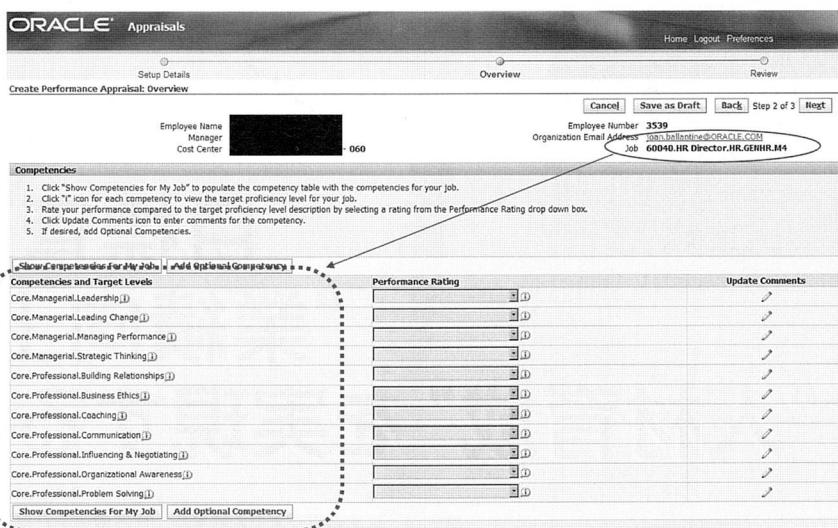 ORACLE Appraisals
Home Logout Preferences
Setup Details Overview Review
Create Performance Appraisal: Overview
Cancel Save as Draft Back Step 2 of 3 Next
Employee Name
Manager
Cost Center - 060
Employee Number 3539
Organization Email Address joan.ballantine@ORACLE.COM
Job 60040.HR Director.HR.GENHR.M4
Competencies
1. Click "Show Competencies for My Job" to populate the competency table with the competencies for your job.
2. Click "i" icon for each competency to view the target proficiency level for your job.
3. Rate your performance compared to the target proficiency level description by selecting a rating from the Performance Rating drop down box.
4. Click Update Comments icon to enter comments for the competency.
5. If desired, add Optional Competencies.
Show Competencies For My Job Add Optional Competency
Competencies and Target Levels Performance Rating Update Comments
Core.Managerial.Leadership
Core.Managerial.Leading Change
Core.Managerial.Managing Performance
Core.Managerial.Strategic Thinking
Core.Professional.Building Relationships
Core.Professional.Business Ethics
Core.Professional.Coaching
Core.Professional.Communication
Core.Professional.Influencing & Negotiating
Core.Professional.Organizational Awareness
Core.Professional.Problem Solving
Show Competencies For My Job Add Optional Competency